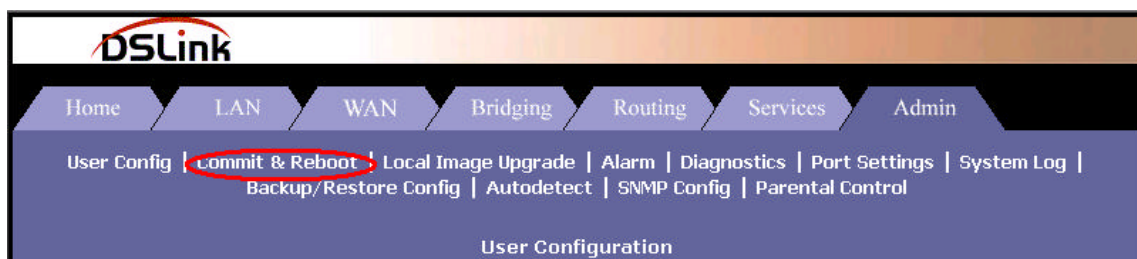 DSLink
Home LAN WAN Bridging Routing Services Admin
User Config | Commit & Reboot | Local Image Upgrade | Alarm | Diagnostics | Port Settings | System Log |
Backup/Restore Config | Autodetect | SNMP Config | Parental Control
User Configuration